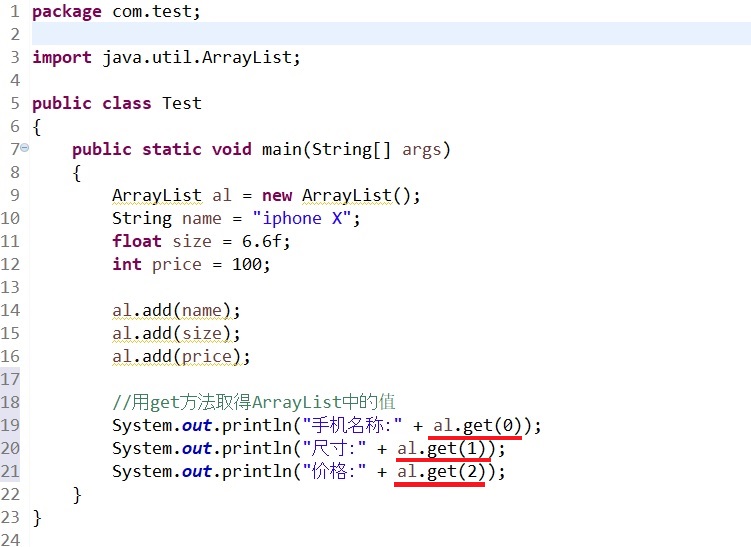 1 package com.test;
2
3 import java.util.ArrayList;
4
5 public class Test
6 {
7 public static void main(String[] args)
8 {
9 ArrayList al = new ArrayList();
10 String name = "iphone X";
11 float size = 6.6f;
12 int price = 100;
13
14 al.add(name);
15 al.add(size);
16 al.add(price);
17
18 //用get方法取得ArrayList中的值
19 System.out.println("手机名称:" + al.get(0));
20 System.out.println("尺寸:" + al.get(1));
21 System.out.println("价格:" + al.get(2));
22 }
23 }
24